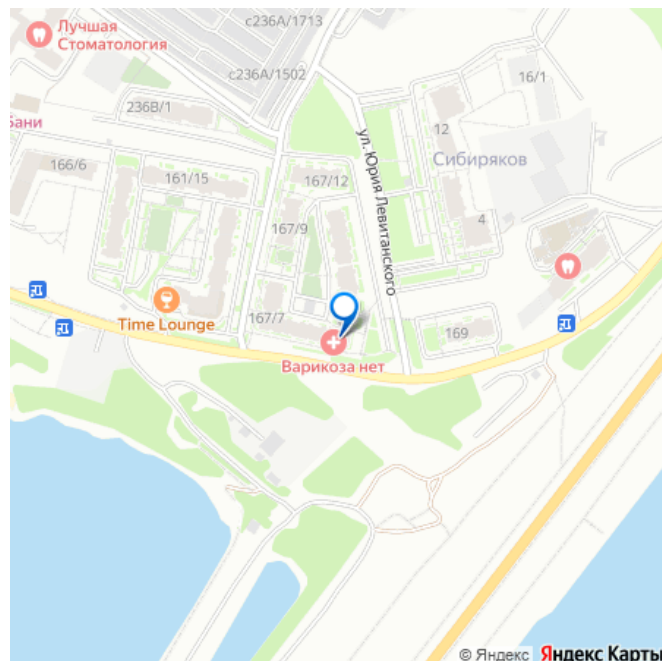 с236А/1713
Лучшая
Стоматология
с236А/1502
16/1
236В/1
Бани
12
ул. Юрия Левитанского
Сибиряков
166/6
161/15
167/12
4
167/9
Time Lounge
167/7
169
Варикоза нет
© Яндекс Яндекс Карты